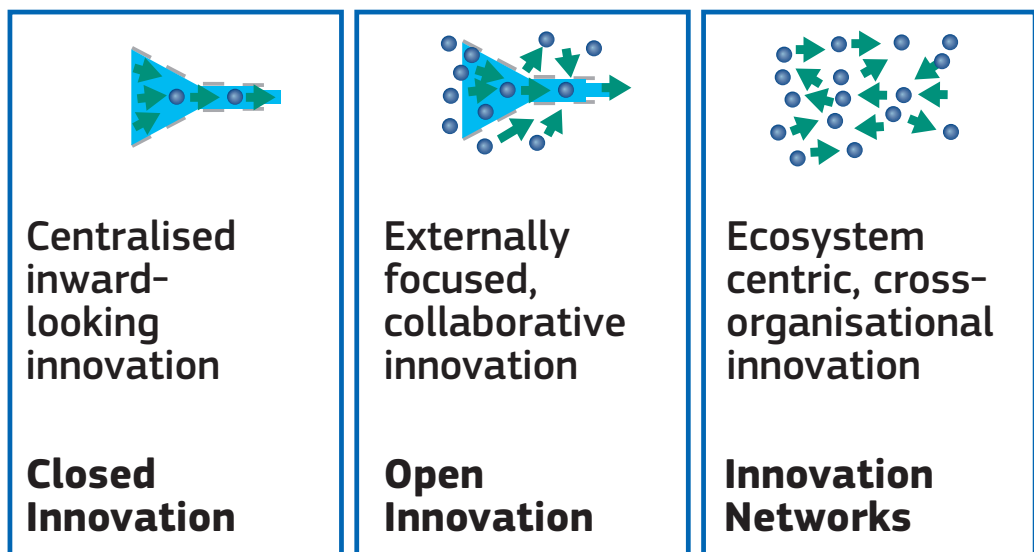 Centralised
inward-
looking
innovation
Closed
Innovation
Externally
focused,
collaborative
innovation
Open
Innovation
Ecosystem
centric, cross-
organisational
innovation
Innovation
Networks